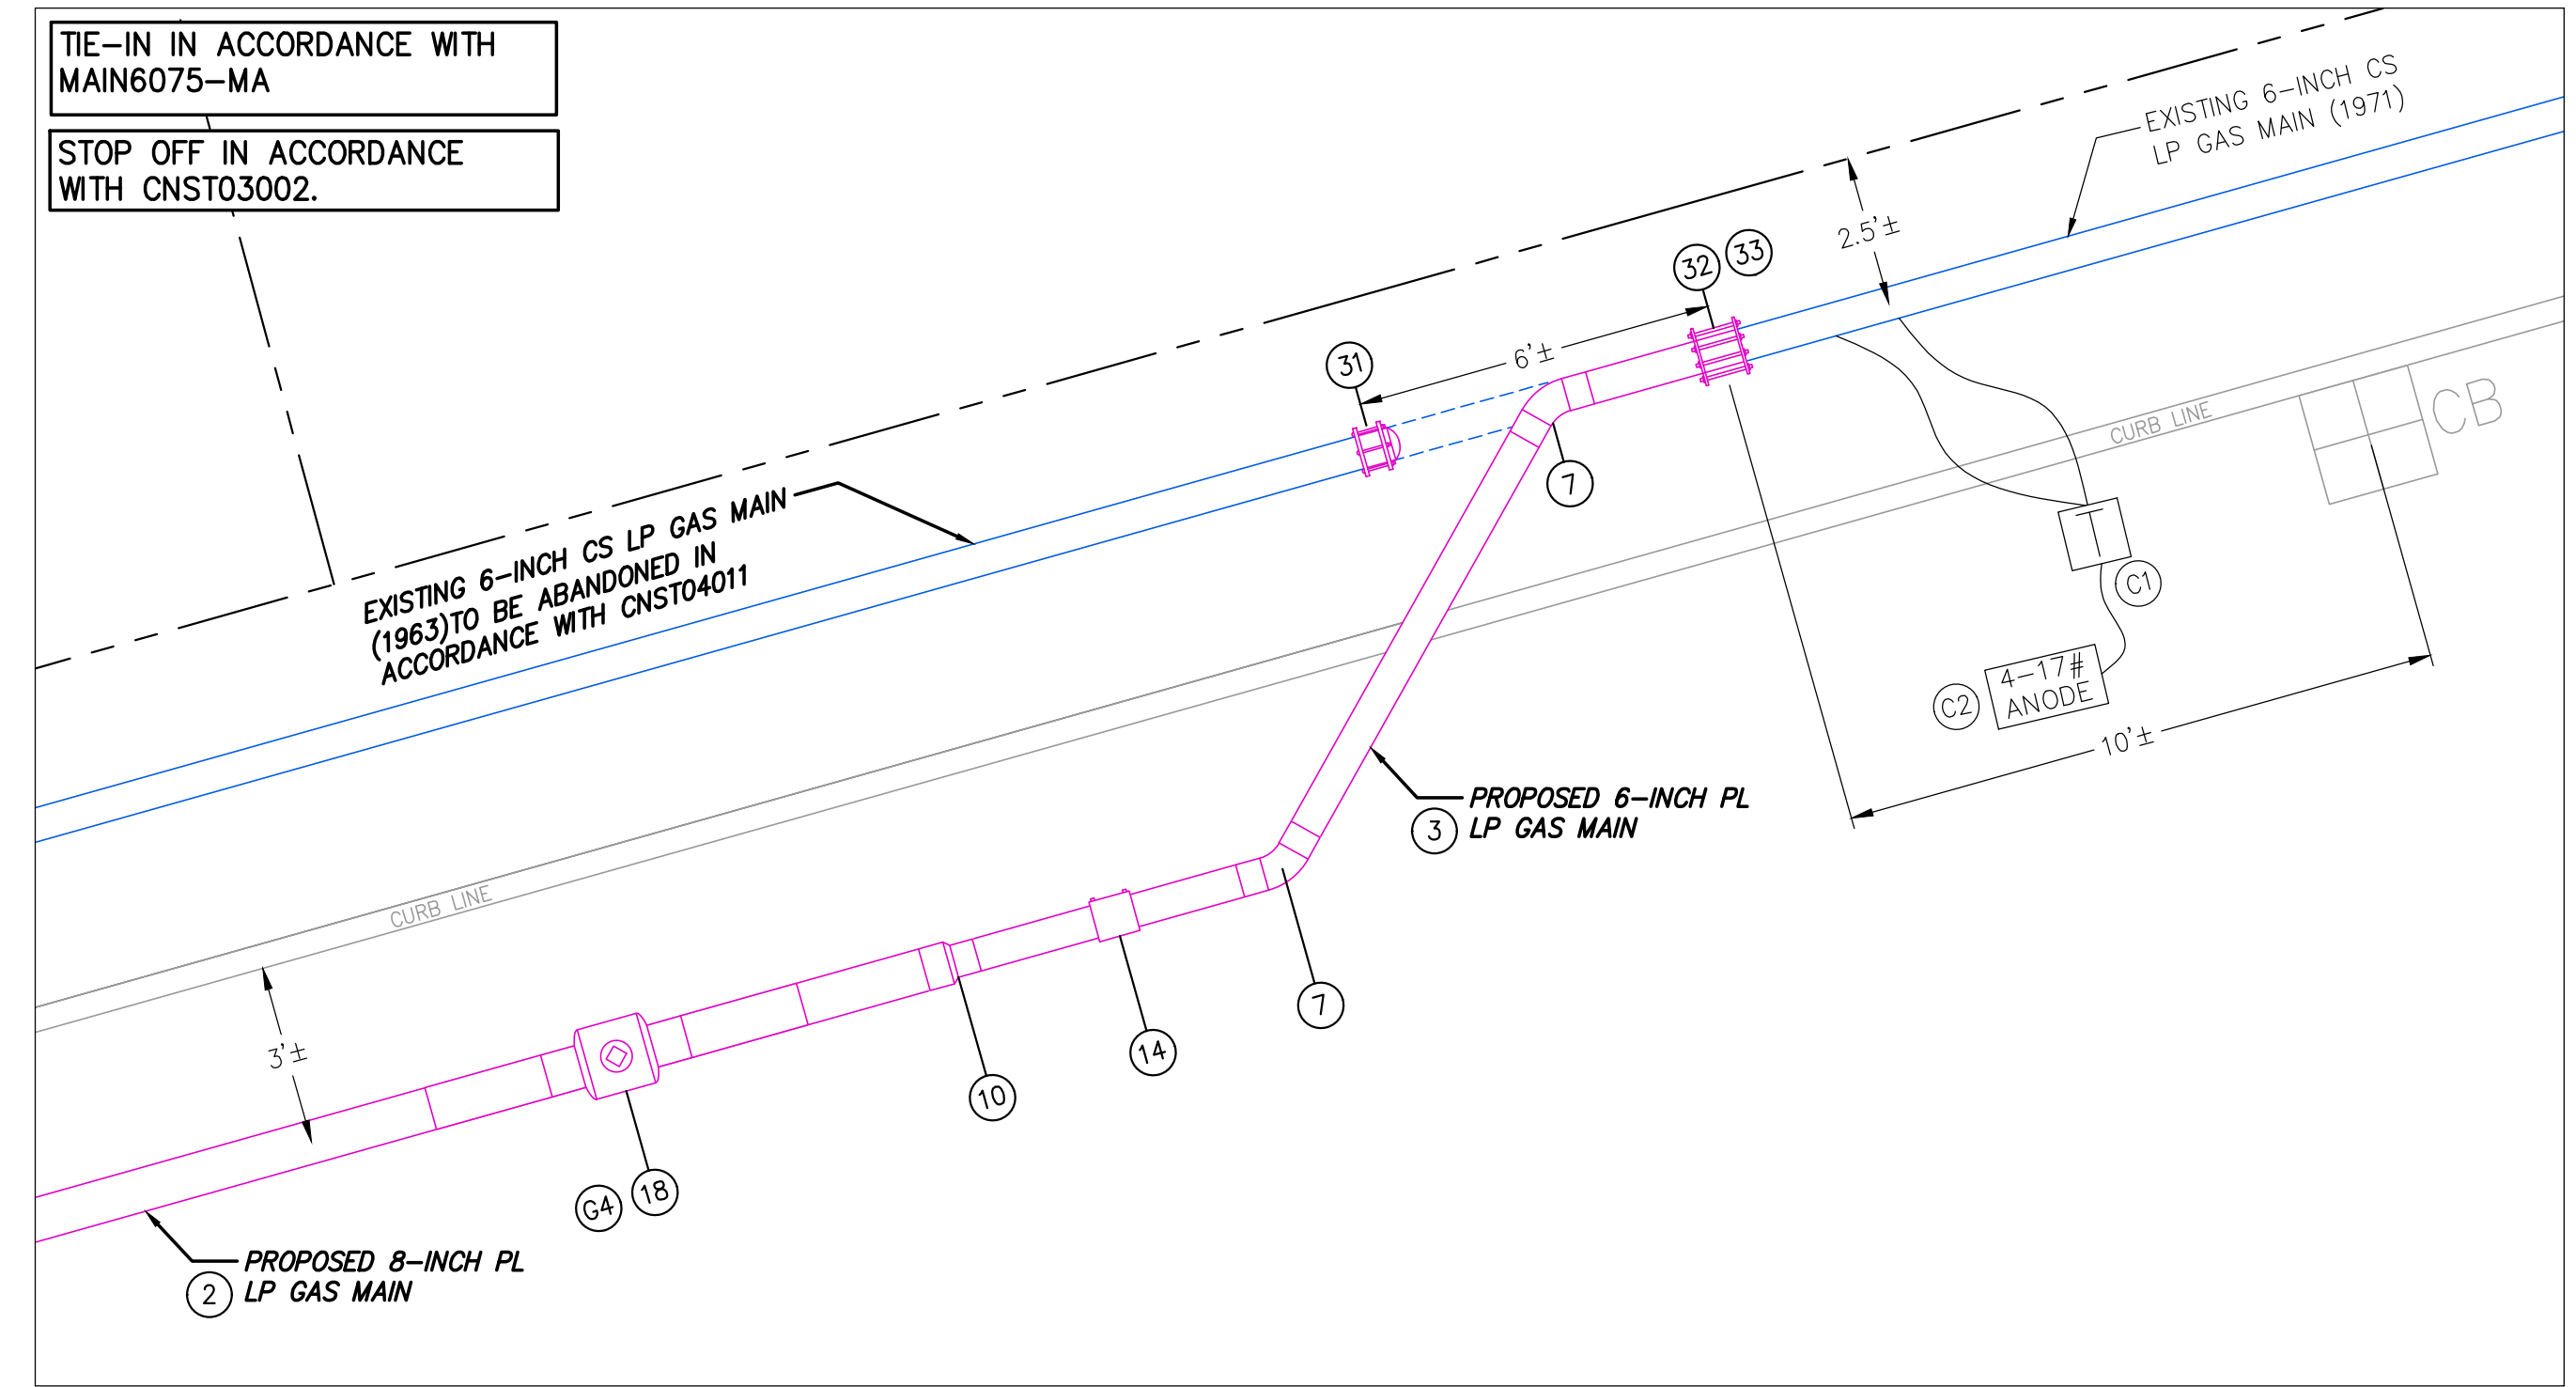 TIE-IN IN ACCORDANCE WITH
MAIN6075-MA
STOP OFF IN ACCORDANCE
WITH CNST03002.
EXISTING 6-INCH CS
LP GAS MAIN (1971)
2.5'±
32
33
31
6'±
7
CURB LINE
CB
EXISTING 6-INCH CS LP GAS MAIN
(1963)TO BE ABANDONED IN
ACCORDANCE WITH CNST04011
T
C1
C2
4-17#
ANODE
10'±
PROPOSED 6-INCH PL
3
LP GAS MAIN
CURB LINE
3'±
7
14
10
18
G4
PROPOSED 8-INCH PL
2
LP GAS MAIN